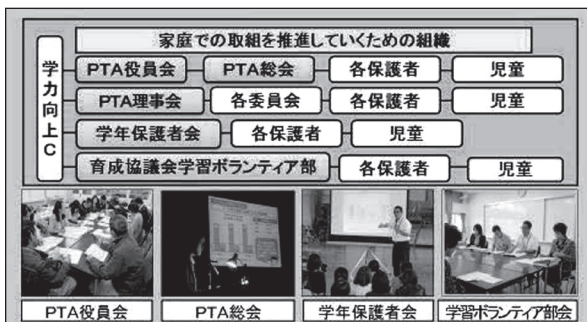 家庭での取組を推進していくための組織
学力向上C
PTA役員会 PTA総会 各保護者 児童
PTA理事会 各委員会 各保護者 児童
学年保護者会 各保護者 児童
育成協議会学習ボランティア部 各保護者 児童
PTA役員会 PTA総会 学年保護者会 学習ボランティア部会